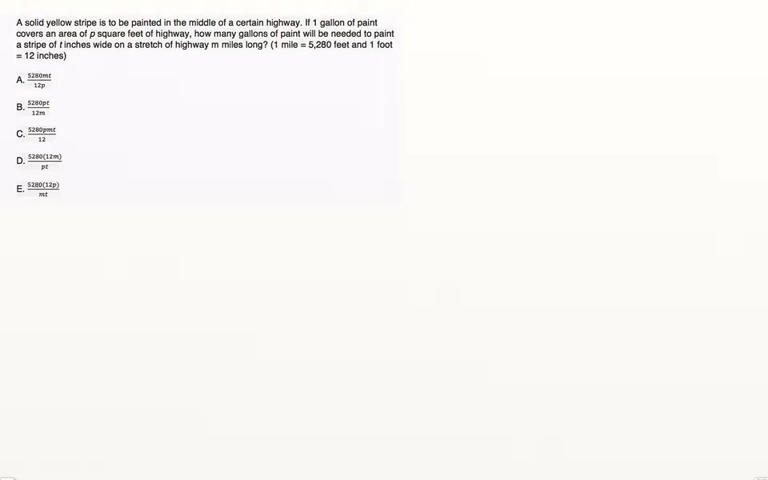 A solid yellow stripe is to be painted in the middle of a certain highway. If 1 gallon of paint
covers an area of p square feet of highway, how many gallons of paint will be needed to paint
a stripe of t inches wide on a stretch of highway m miles long? (1 mile = 5,280 feet and 1 foot
= 12 inches)
A. 5280mt
12p
B. 5280pt
12m
C. 5280pmt
12
D. 5280(12m)
pt
E. 5280(12p)
mt